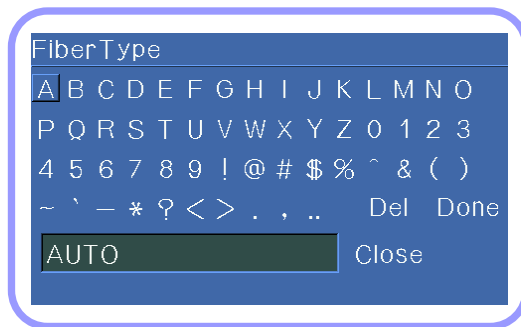 FiberType
A B C D E F G H I J K L M N O
P Q R S T U V W X Y Z 0 1 2 3
4 5 6 7 8 9 ! @ # $ % ^ & ( )
~ ` – * ? < > . , .. Del Done
AUTO Close